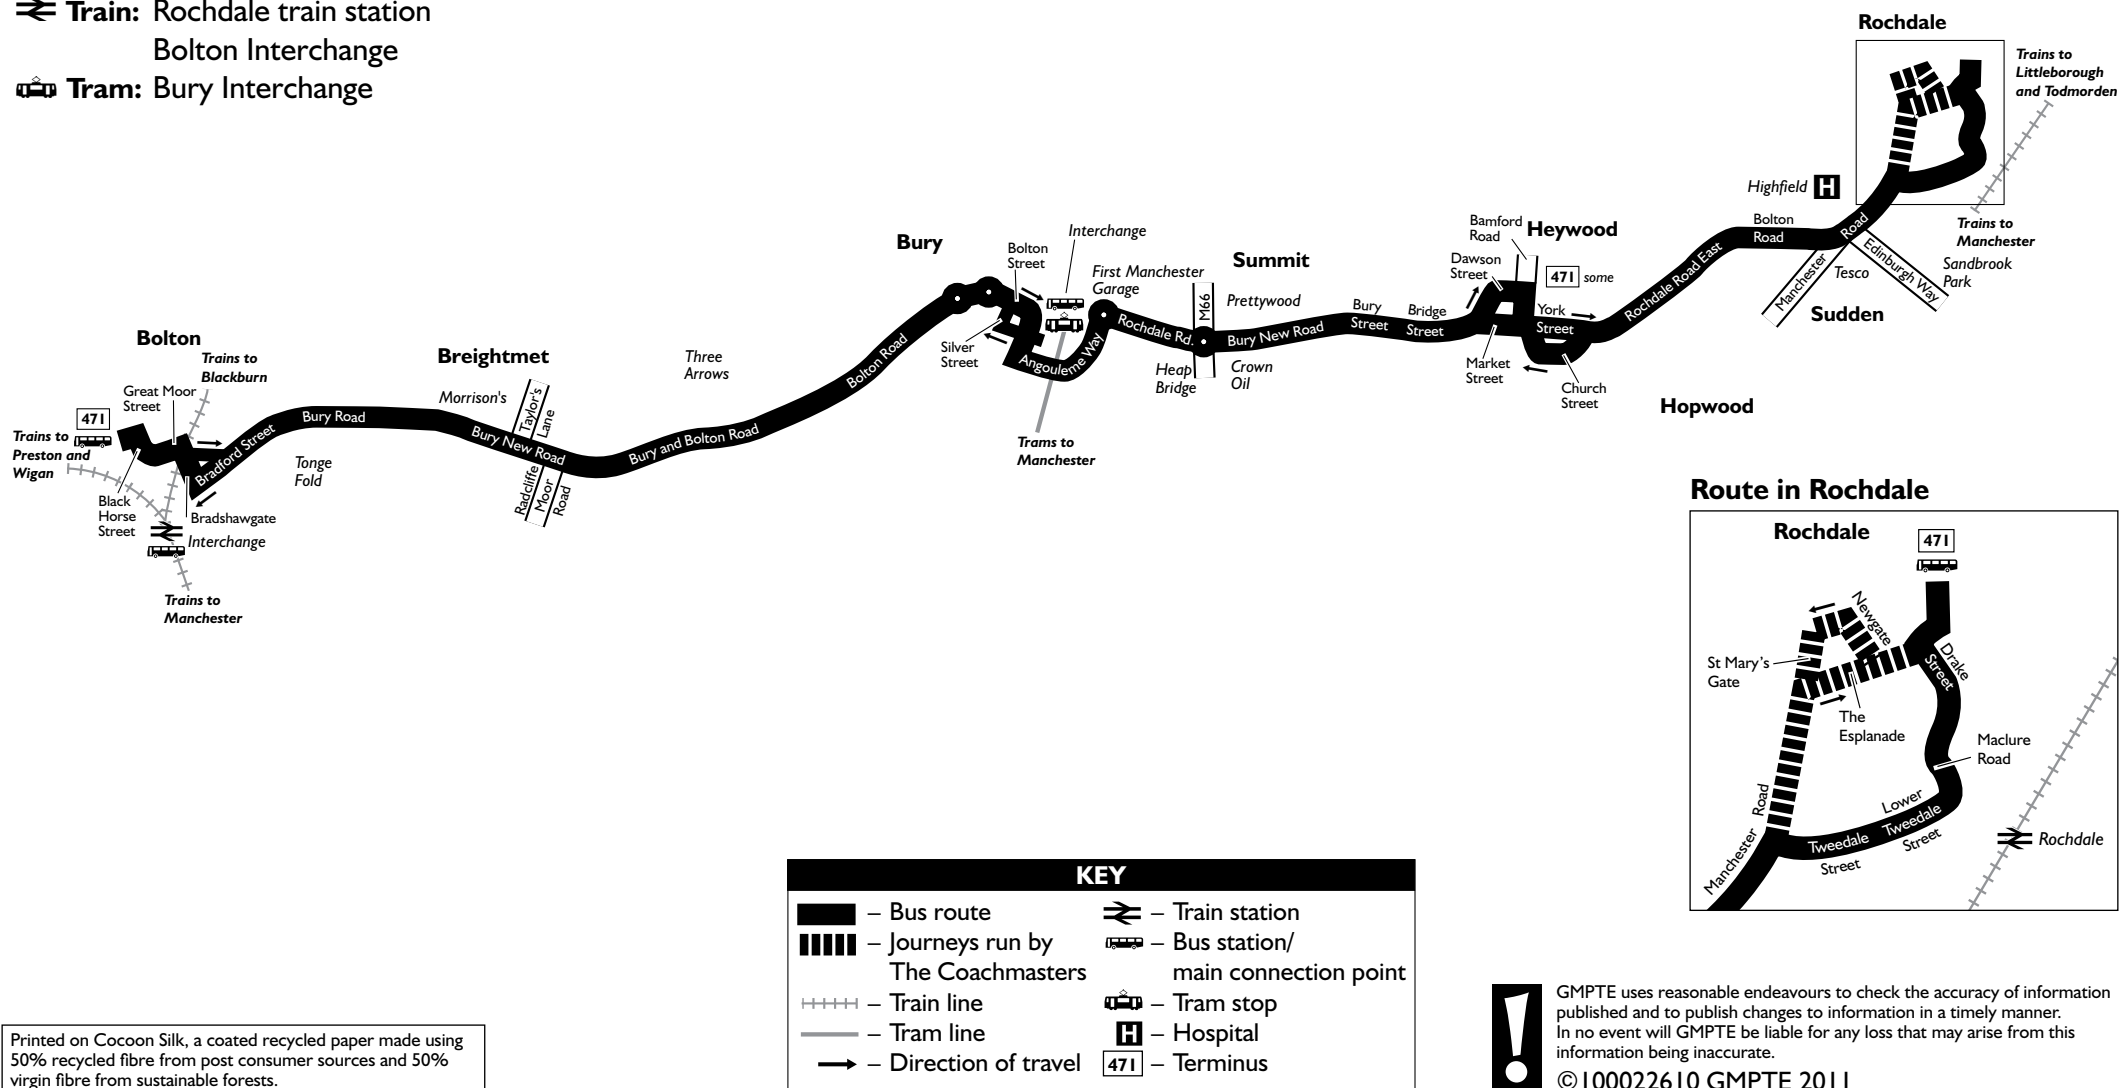 Train: Rochdale train station
Bolton Interchange
Tram: Bury Interchange
Rochdale
Trains to
Littleborough
and Todmorden
Highfield H
Trains to
Manchester
Bolton
Road
Road
Manchester
Tesco
Edinburgh Way
Sandbrook
Park
Sudden
Rochdale Road East
Bamford
Road
Heywood
Dawson
Street
471 some
York
Street
Market
Street
Church
Street
Hopwood
Summit
Prettywood
Bury
Street
Bridge
Street
M66
Bury New Road
Crown
Oil
Heap
Bridge
Rochdale Rd.
First Manchester
Garage
Interchange
Bury
Bolton
Street
Silver
Street
Angouleme Way
Trams to
Manchester
Bolton Road
Three
Arrows
Bury and Bolton Road
Breightmet
Morrison's
Taylor's
Lane
Bury New Road
Radcliffe
Moor
Road
Bury Road
Tonge
Fold
Bradford Street
Bolton
Trains to
Blackburn
Great Moor
Street
471
Trains to
Preston and
Wigan
Black
Horse
Street
Bradshawgate
Interchange
Trains to
Manchester
Route in Rochdale
Rochdale
471
Newgate
St Mary's
Gate
Drake
Street
The
Esplanade
Maclure
Road
Manchester Road
Lower
Tweedale
Street
Tweedale
Street
Rochdale
KEY
– Bus route
– Journeys run by
The Coachmasters
– Train line
– Tram line
– Direction of travel
– Train station
– Bus station/
main connection point
– Tram stop
H – Hospital
471 – Terminus
Printed on Cocoon Silk, a coated recycled paper made using
50% recycled fibre from post consumer sources and 50%
virgin fibre from sustainable forests.
! GMPTE uses reasonable endeavours to check the accuracy of information
published and to publish changes to information in a timely manner.
In no event will GMPTE be liable for any loss that may arise from this
information being inaccurate.
©100022610 GMPTE 2011